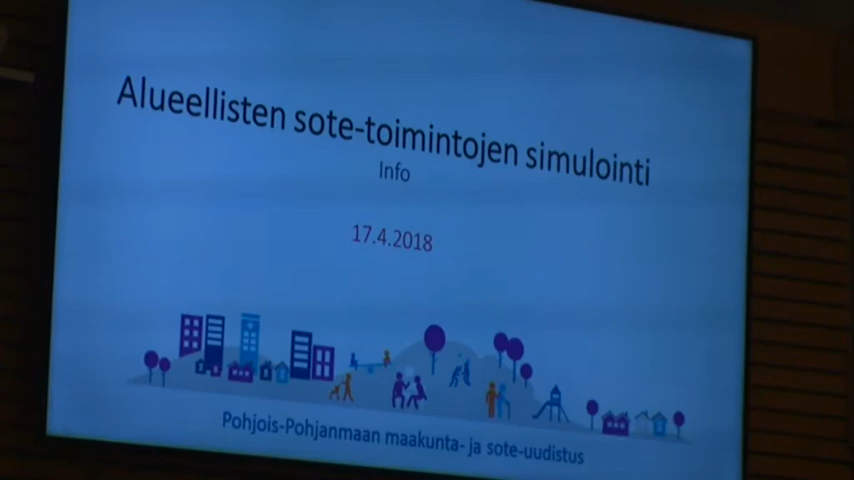 Alueellisten sote-toimintojen simulointi
Info
17.4.2018
Pohjois-Pohjanmaan maakunta- ja sote-uudistus